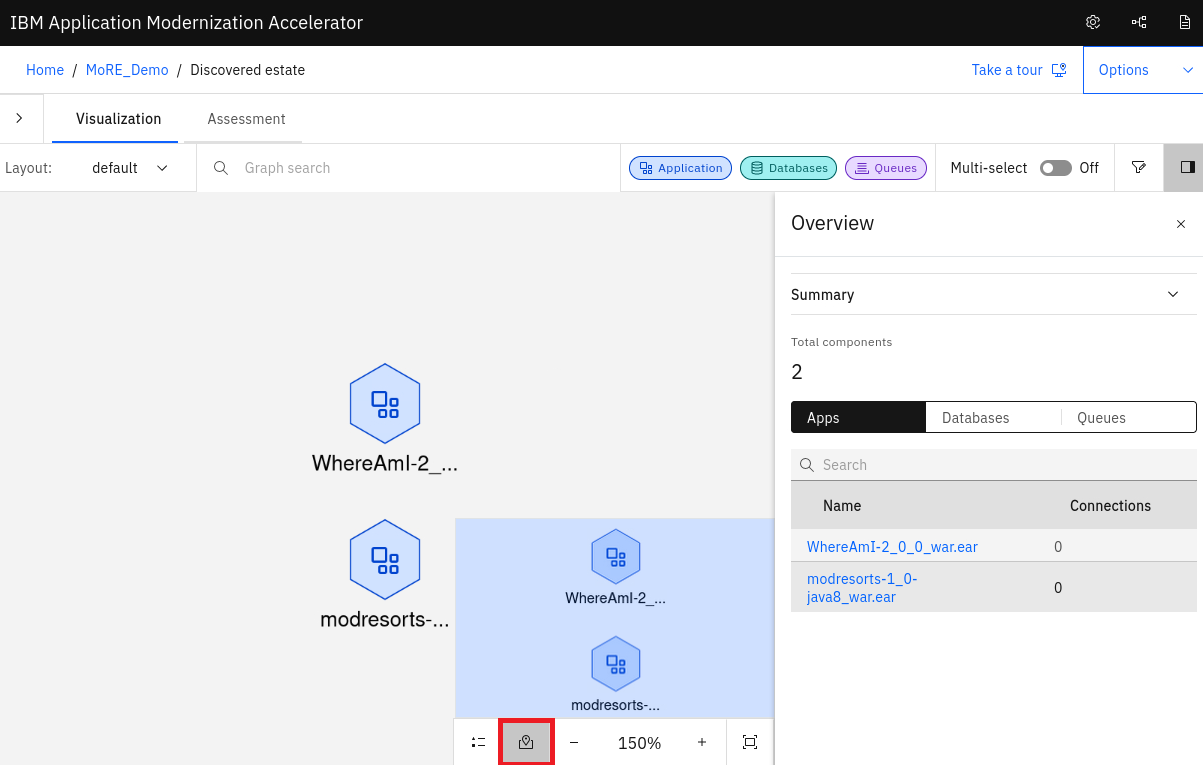 IBM Application Modernization Accelerator
Home / MoRE_Demo / Discovered estate
Take a tour
Options
Visualization
Assessment
Layout:
default
Graph search
Application
Databases
Queues
Multi-select
Off
Overview
Summary
Total components
2
Apps
Databases
Queues
Search
Name
Connections
WhereAmI-2_0_0_war.ear
0
modresorts-1_0-
java8_war.ear
0
WhereAmI-2_...
modresorts-...
WhereAmI-2_...
modresorts-...
150%